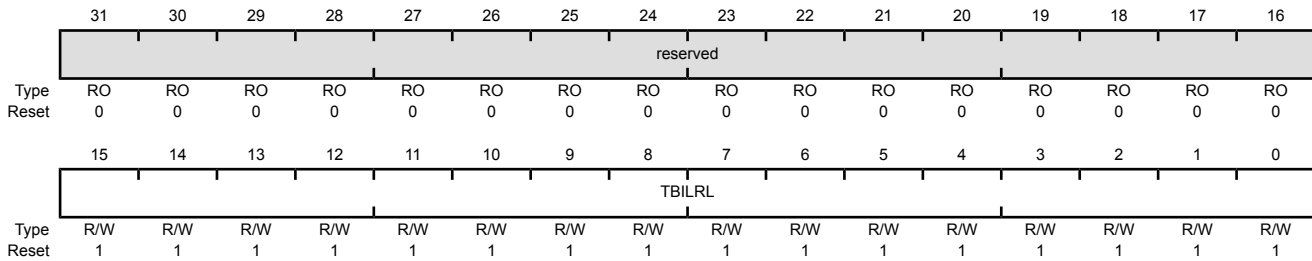 31 30 29 28 27 26 25 24 23 22 21 20 19 18 17 16
reserved
Type RO RO RO RO RO RO RO RO RO RO RO RO RO RO RO RO
Reset 0 0 0 0 0 0 0 0 0 0 0 0 0 0 0 0
15 14 13 12 11 10 9 8 7 6 5 4 3 2 1 0
TBILRL
Type R/W R/W R/W R/W R/W R/W R/W R/W R/W R/W R/W R/W R/W R/W R/W R/W
Reset 1 1 1 1 1 1 1 1 1 1 1 1 1 1 1 1